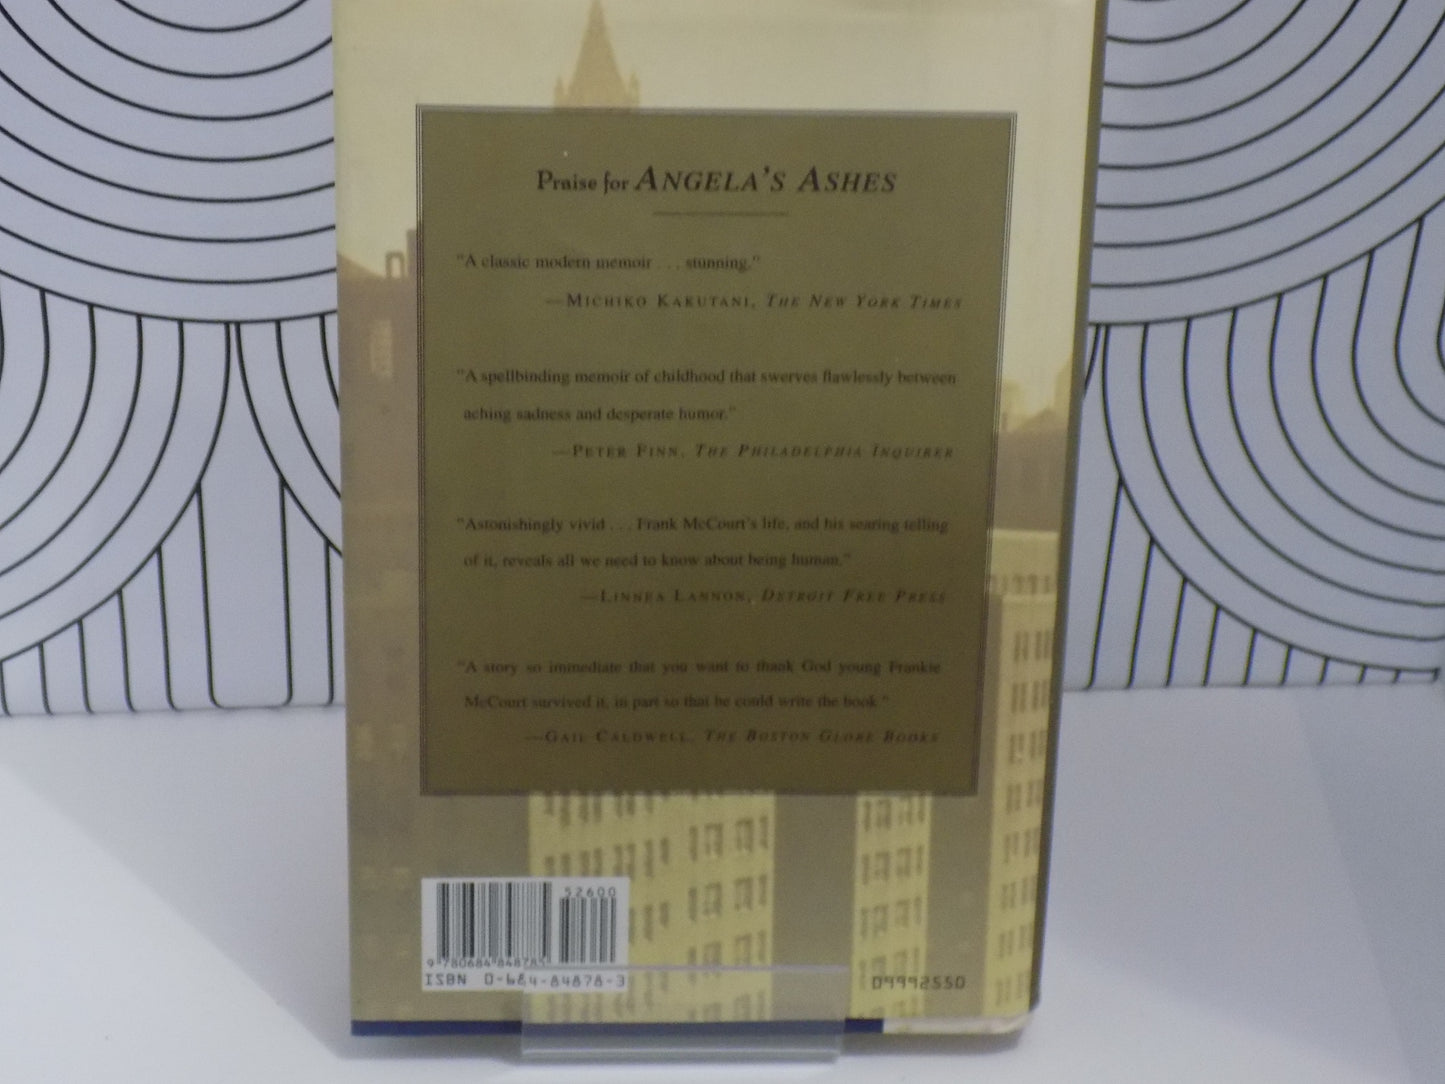 Praise for ANGELA'S ASHES
"A classic modern memoir . . . stunning."
—MICHIKO KAKUTANI, THE NEW YORK TIMES
"A spellbinding memoir of childhood that swerves flawlessly between
aching sadness and desperate humor."
—PETER FINN, THE PHILADELPHIA INQUIRER
"Astonishingly vivid . . . Frank McCourt's life, and his searing telling
of it, reveals all we need to know about being human."
—LINNEA LANNON, DETROIT FREE PRESS
"A story so immediate that you want to thank God young Frankie
McCourt survived it, in part so that he could write the book."
—GAIL CALDWELL, THE BOSTON GLOBE BOOKS
52600
9 780684 848785
ISBN 0-684-84878-3
09992550